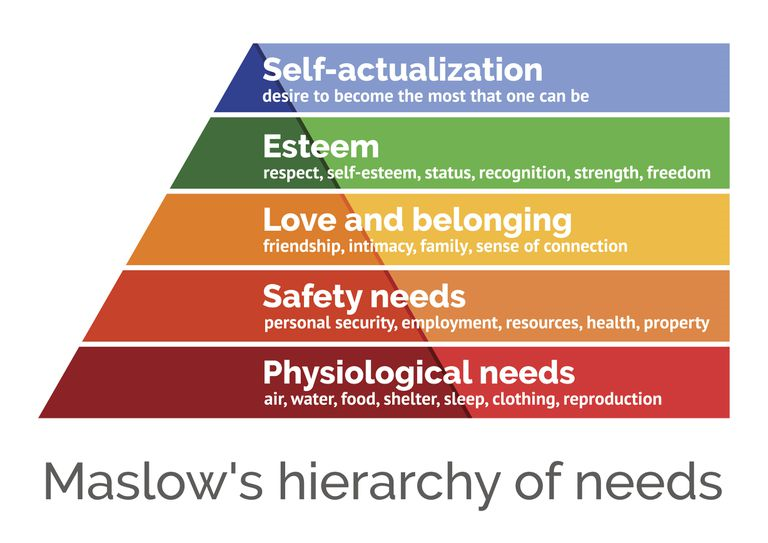 Self-actualization
desire to become the most that one can be
Esteem
respect, self-esteem, status, recognition, strength, freedom
Love and belonging
friendship, intimacy, family, sense of connection
Safety needs
personal security, employment, resources, health, property
Physiological needs
air, water, food, shelter, sleep, clothing, reproduction
Maslow's hierarchy of needs